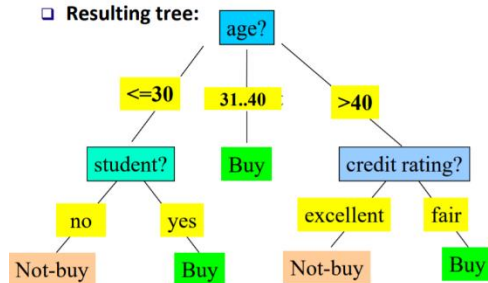 Resulting tree:
age?
<=30 31..40 >40
student? Buy credit rating?
no yes excellent fair
Not-buy Buy Not-buy Buy